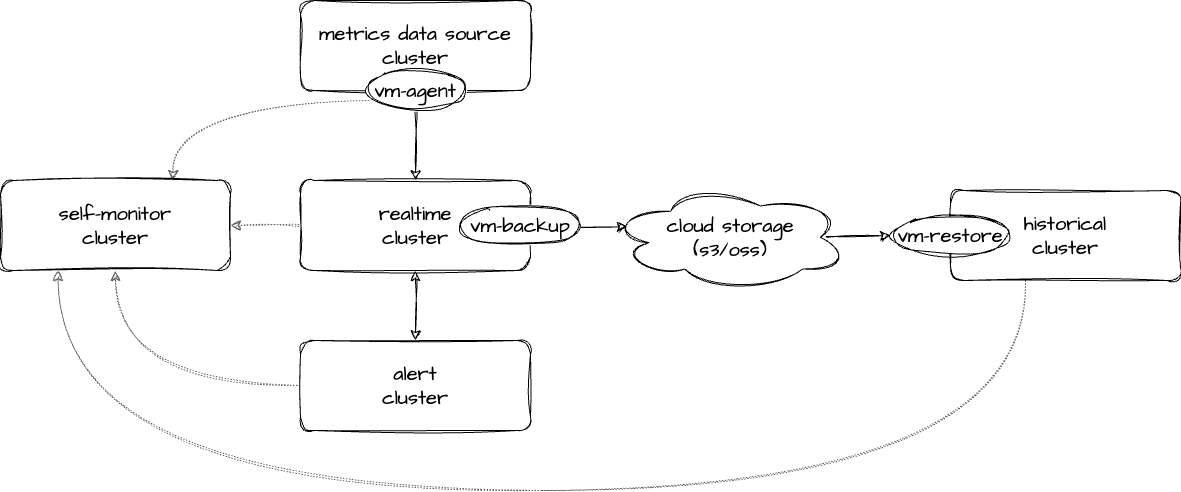 metrics data source
cluster
vm-agent
self-monitor
cluster
realtime
cluster
vm-backup
cloud storage
(s3/oss)
vm-restore
historical
cluster
alert
cluster